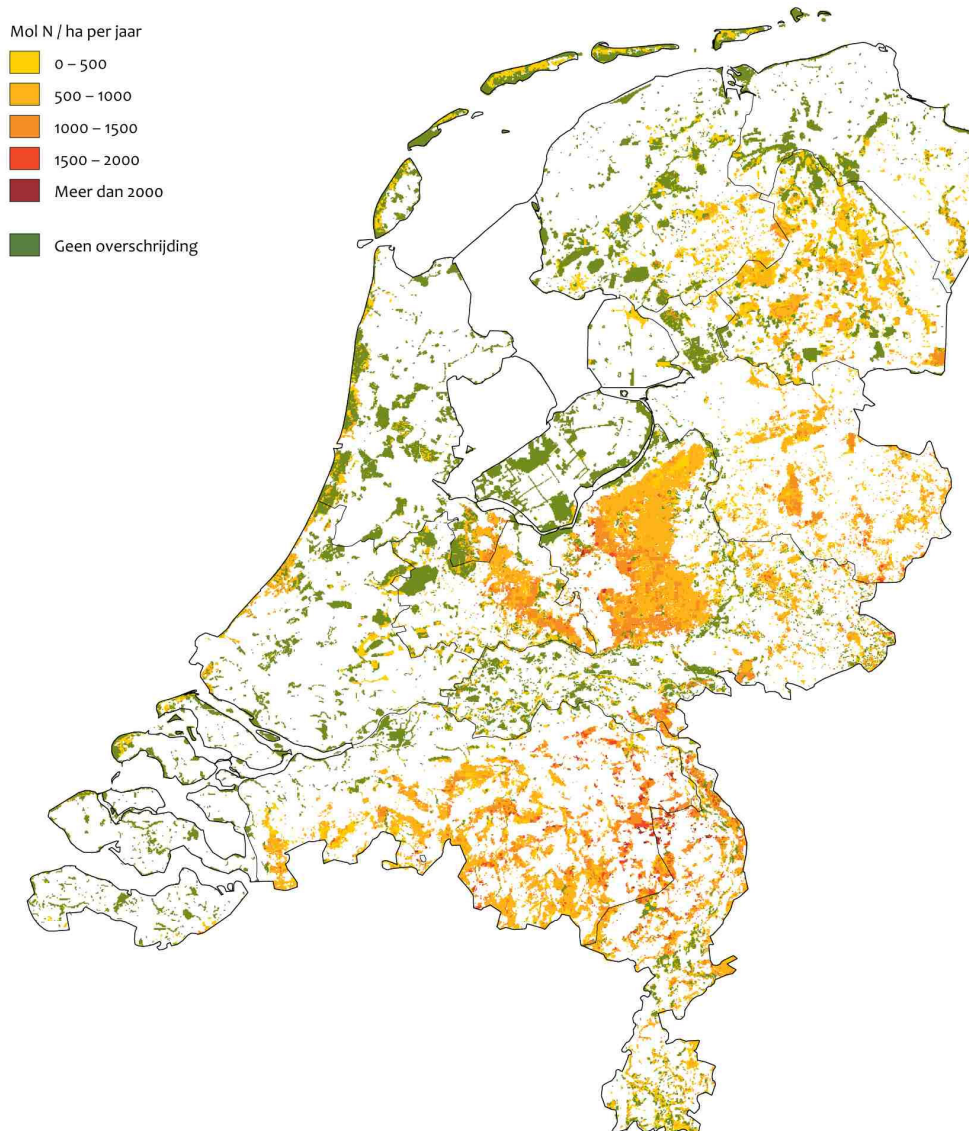 Mol N / ha per jaar
0 – 500
500 – 1000
1000 – 1500
1500 – 2000
Meer dan 2000
Geen overschrijding